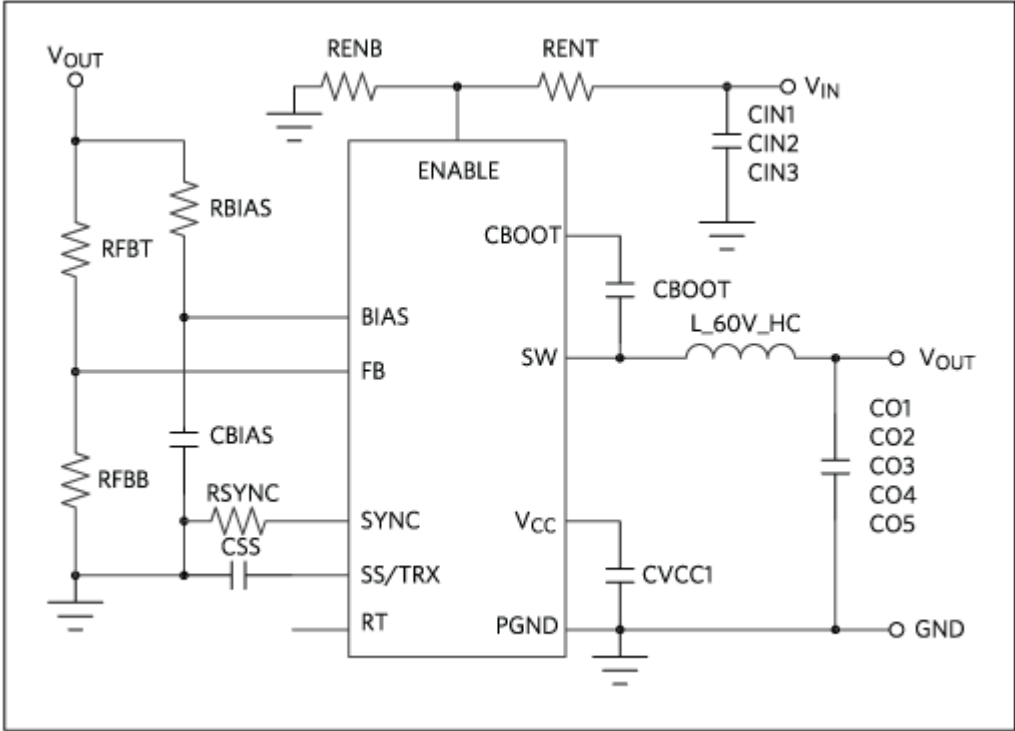 RENB
RENT
VOUT
VIN
CIN1
CIN2
CIN3
ENABLE
RBIAS
RFBT
CBOOT
CBOOT
BIAS
L_60V_HC
SW
VOUT
FB
CO1
CO2
CO3
CO4
CO5
CBIAS
RFBB
RSYNC
SYNC
VCC
CSS
SS/TRX
CVCC1
RT
PGND
GND